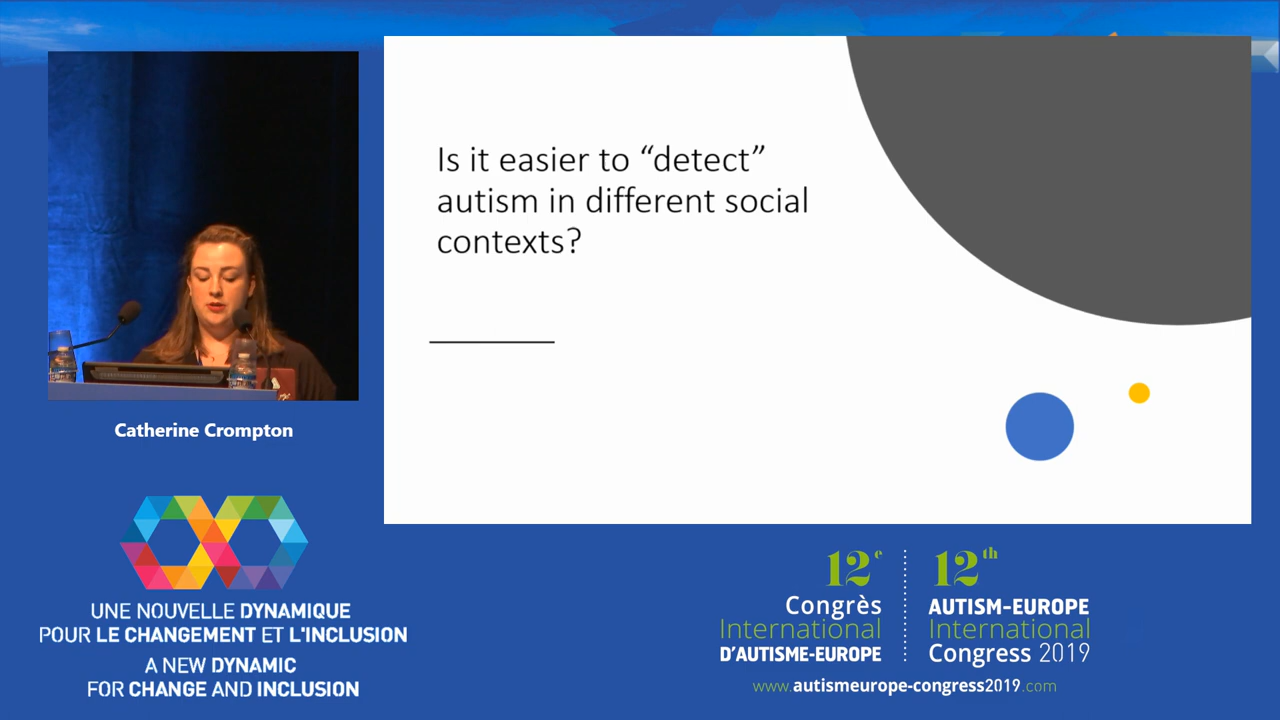 Is it easier to “detect”
autism in different social
contexts?
Catherine Crompton
UNE NOUVELLE DYNAMIQUE
POUR LE CHANGEMENT ET L'INCLUSION
A NEW DYNAMIC
FOR CHANGE AND INCLUSION
12e
Congrès
International
D'AUTISME-EUROPE
12th
AUTISM-EUROPE
International
Congress 2019
www.autismeurope-congress2019.com